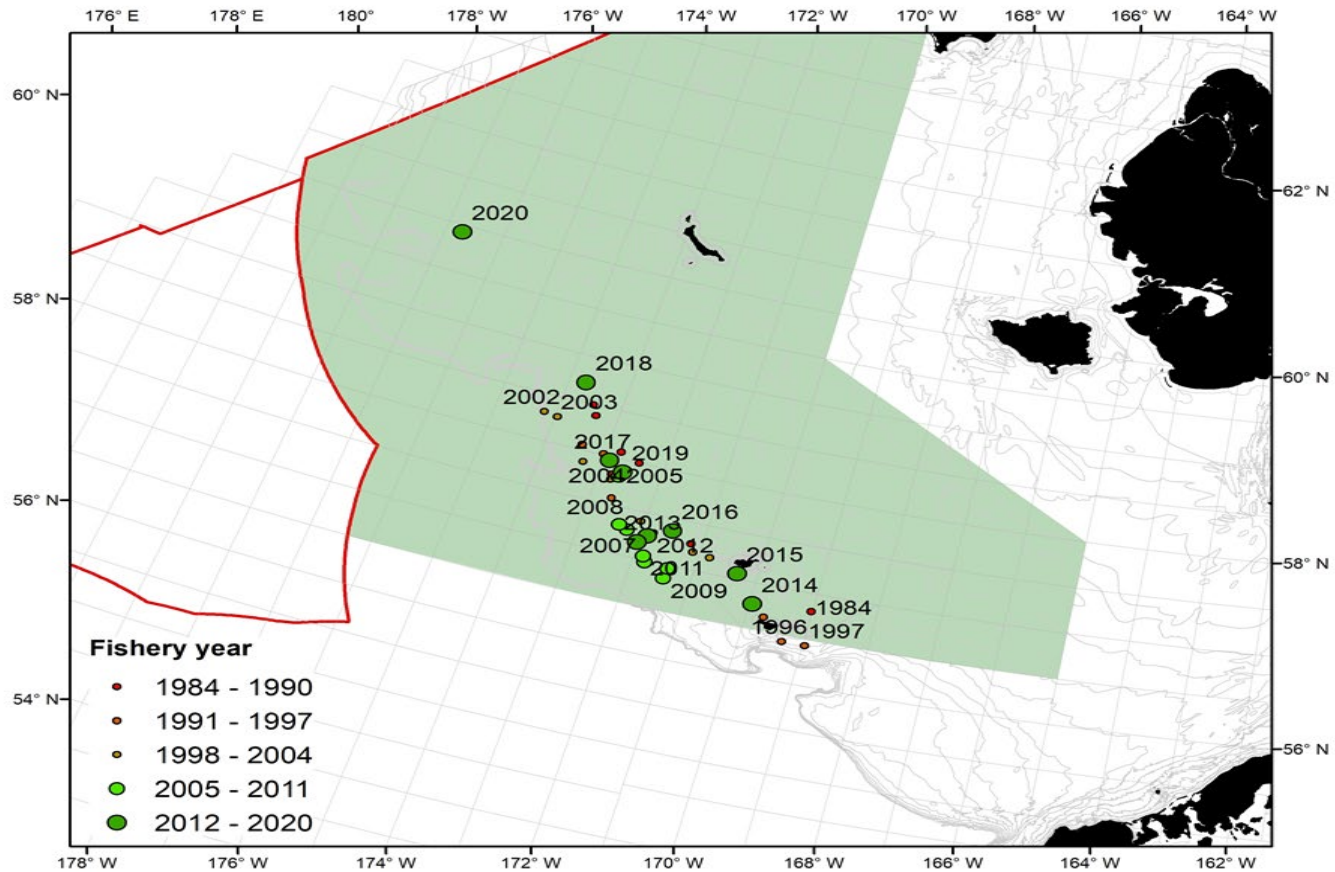 176° E 178° E 180° 178° W 176° W 174° W 172° W 170° W 168° W 166° W 164° W
60° N
62° N
2020
58° N
2018
60° N
2002 2003
2017 2019
2005
56° N
2008 2016
2013
2007 2012 2015
58° N
2011 2009 2014
1984
1996 1997
Fishery year
1984 - 1990
54° N
1991 - 1997
1998 - 2004
56° N
2005 - 2011
2012 - 2020
178° W 176° W 174° W 172° W 170° W 168° W 166° W 164° W 162° W